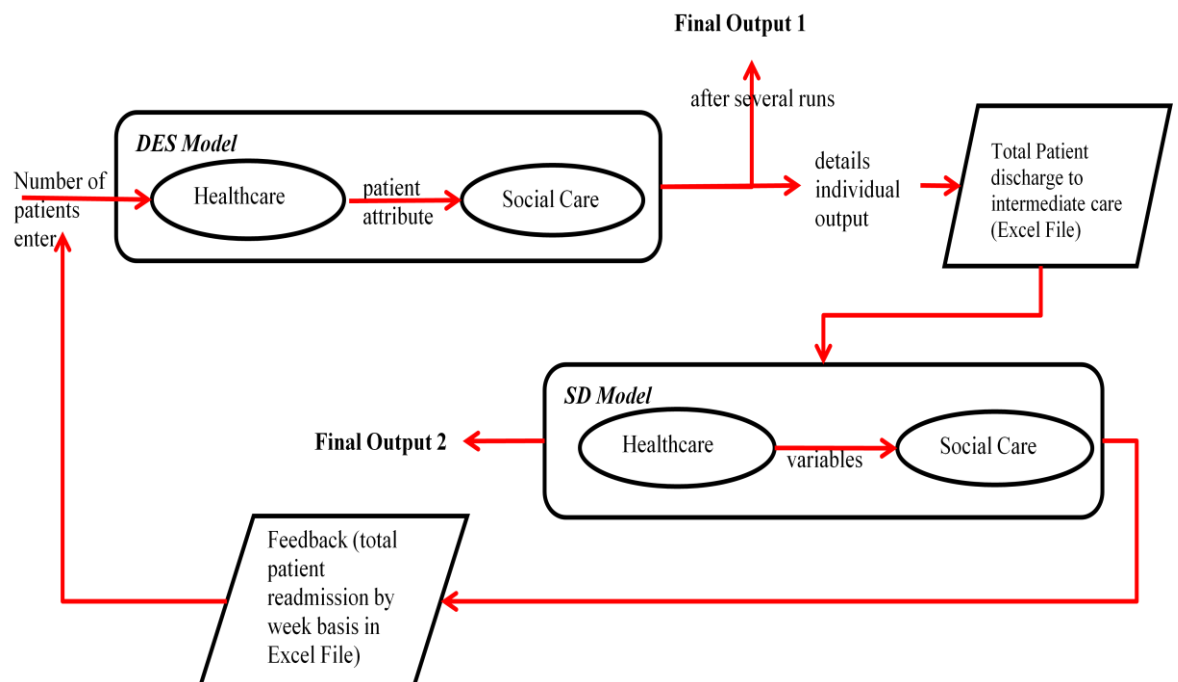 Final Output 1
after several runs
DES Model
Number of
patients
enter
Healthcare
patient
attribute
Social Care
details
individual
output
Total Patient
discharge to
intermediate care
(Excel File)
SD Model
Healthcare
variables
Social Care
Final Output 2
Feedback (total
patient
readmission by
week basis in
Excel File)